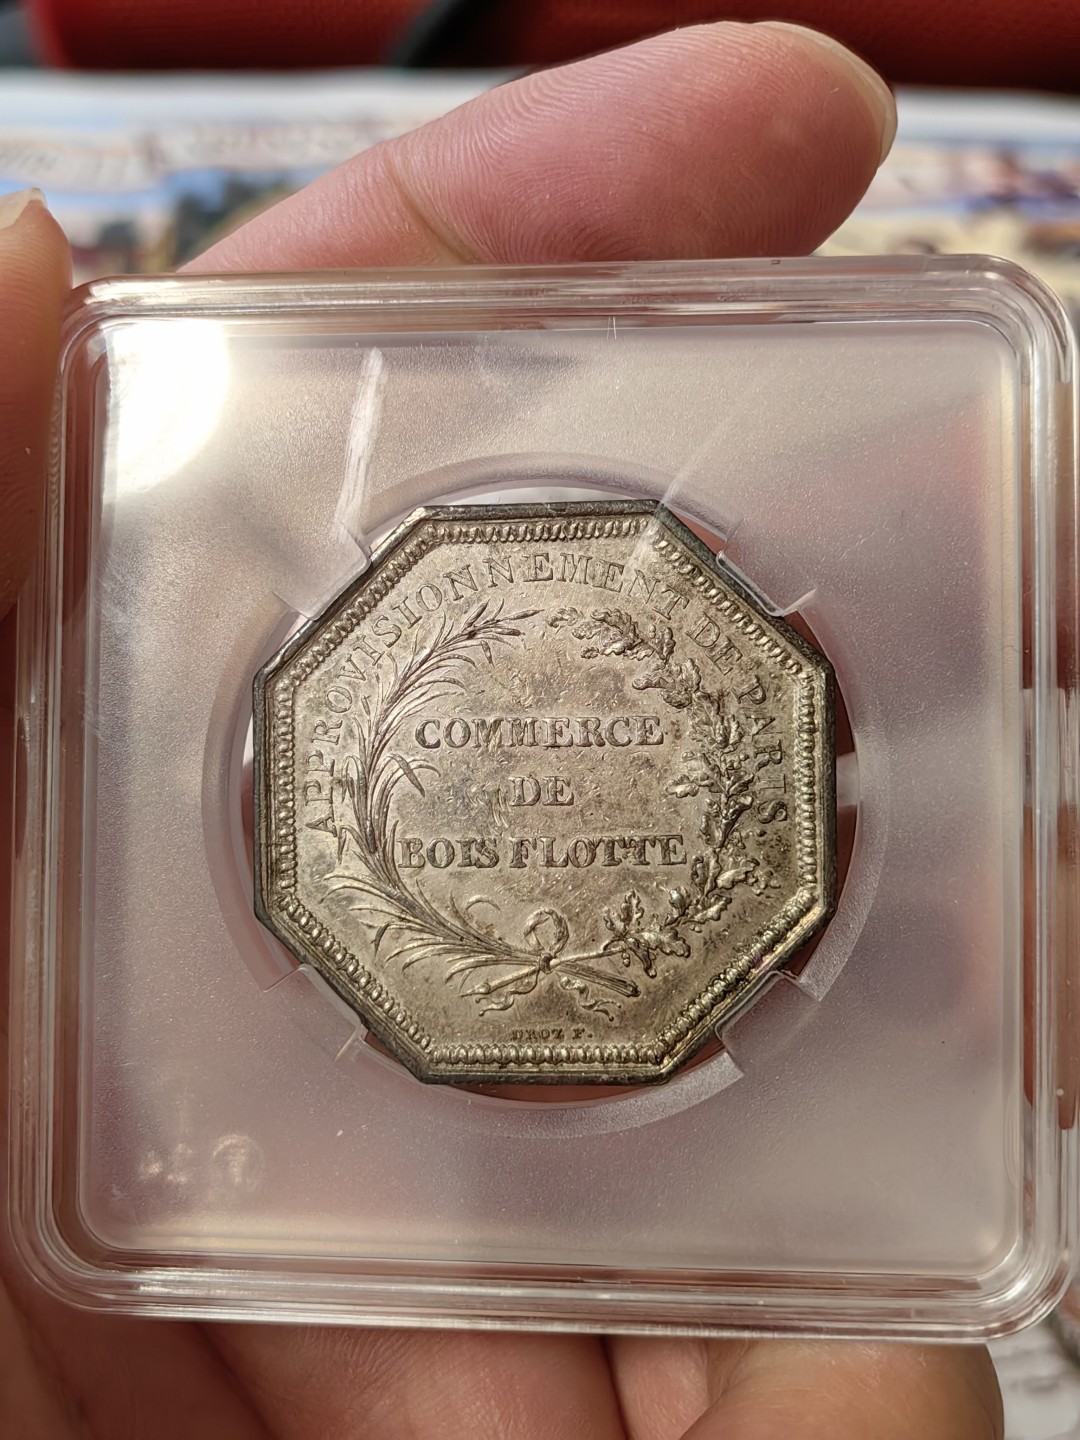 APPROVISIONNEMENT DE PARIS.
COMMERCE
DE
BOIS FLOTTE
DROZ F.